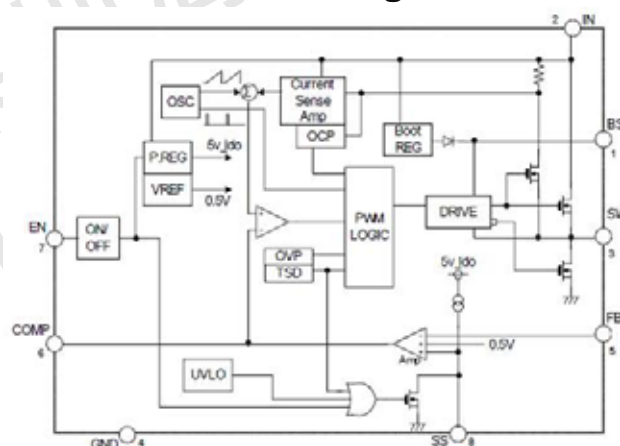 2 IN
OSC
Current
Sense
Amp
OCP
Boot
REG
BS
1
P.REG
5v_ldo
VREF
0.5V
EN
7
ON/
OFF
PWM
LOGIC
DRIVE
SW
3
OVP
TSD
5v_ldo
COMP
6
Amp
0.5V
FB
5
UVLO
GND 4
SS 8